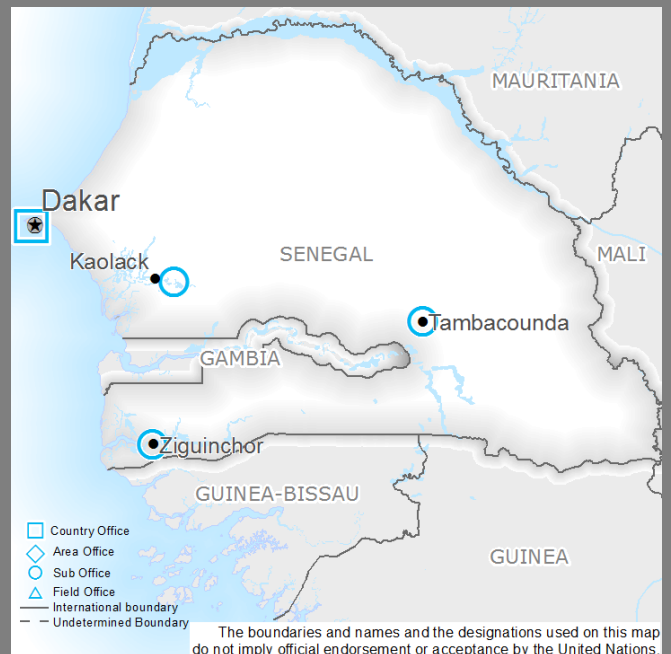 MAURITANIA
Dakar
SENEGAL
MALI
Kaolack
Tambacounda
GAMBIA
Ziguinchor
GUINEA-BISSAU
GUINEA
Country Office
Area Office
Sub Office
Field Office
International boundary
Undetermined Boundary
The boundaries and names and the designations used on this map
do not imply official endorsement or acceptance by the United Nations.